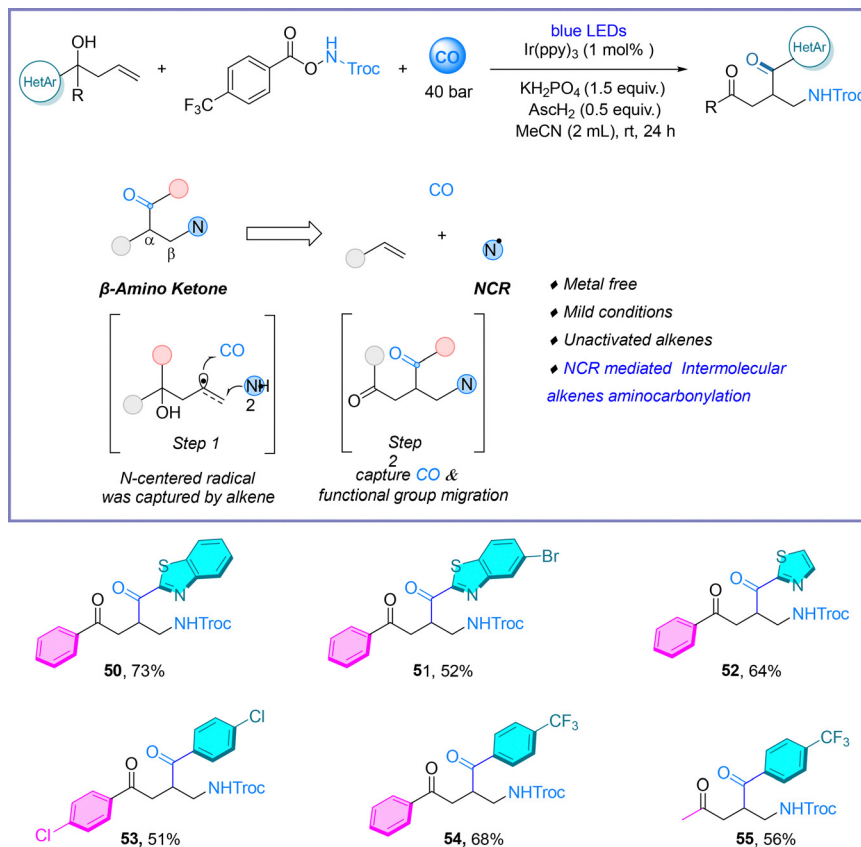 OH
HetAr
R
+
O
O
H
N
Troc
F3C
+
CO
40 bar
blue LEDs
Ir(ppy)3 (1 mol% )
KH2PO4 (1.5 equiv.)
AscH2 (0.5 equiv.)
MeCN (2 mL), rt, 24 h
HetAr
O
O
R
NHTroc
O
N
α
β
β-Amino Ketone
CO
+
N
NCR
♦ Metal free
♦ Mild conditions
♦ Unactivated alkenes
♦ NCR mediated Intermolecular
alkenes aminocarbonylation
CO
NH
2
OH
Step 1
N-centered radical
was captured by alkene
O
O
N
Step
2
capture CO &
functional group migration
S
N
O
O
NHTroc
50, 73%
S
Br
N
O
O
NHTroc
51, 52%
S
N
O
O
NHTroc
52, 64%
Cl
O
O
NHTroc
Cl
53, 51%
CF3
O
O
NHTroc
54, 68%
CF3
O
O
NHTroc
55, 56%